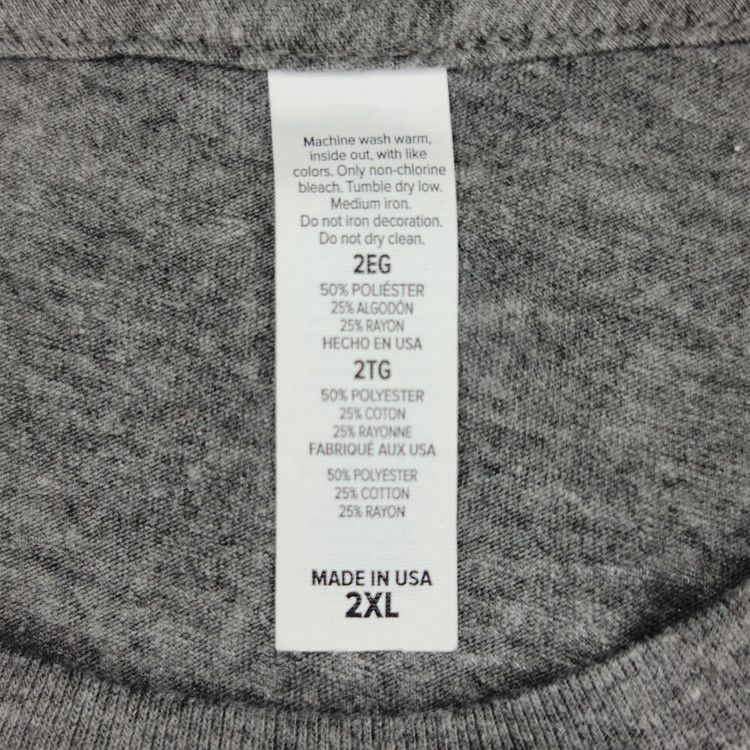 Machine wash warm,
inside out, with like
colors. Only non-chlorine
bleach. Tumble dry low.
Medium iron.
Do not iron decoration.
Do not dry clean.
2EG
50% POLIÉSTER
25% ALGODÓN
25% RAYON
HECHO EN USA
2TG
50% POLYESTER
25% COTON
25% RAYONNE
FABRIQUÉ AUX USA
50% POLYESTER
25% COTTON
25% RAYON
MADE IN USA
2XL